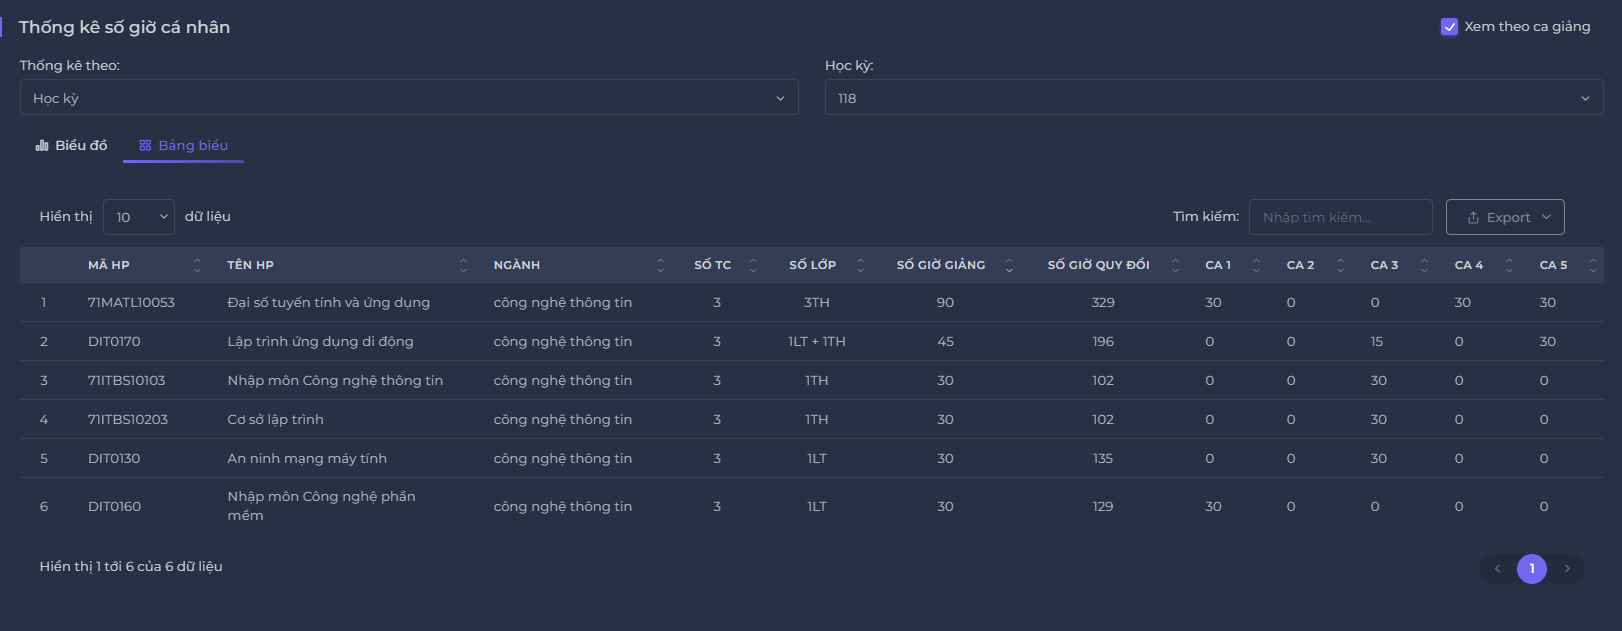 Thống kê số giờ cá nhân
Xem theo ca giảng
Thống kê theo:
Học kỳ:
Học kỳ
118
Biểu đồ Bảng biểu
Hiển thị 10 dữ liệu
Tìm kiếm: Nhập tìm kiếm... Export
MÃ HP TÊN HP NGÀNH SỐ TC SỐ LỚP SỐ GIỜ GIẢNG SỐ GIỜ QUY ĐỔI CA 1 CA 2 CA 3 CA 4 CA 5
1 71MATL10053 Đại số tuyến tính và ứng dụng công nghệ thông tin 3 3TH 90 329 30 0 0 30 30
2 DIT0170 Lập trình ứng dụng di động công nghệ thông tin 3 1LT + 1TH 45 196 0 0 15 0 30
3 71ITBS10103 Nhập môn Công nghệ thông tin công nghệ thông tin 3 1TH 30 102 0 0 30 0 0
4 71ITBS10203 Cơ sở lập trình công nghệ thông tin 3 1TH 30 102 0 0 30 0 0
5 DIT0130 An ninh mạng máy tính công nghệ thông tin 3 1LT 30 135 0 0 30 0 0
6 DIT0160 Nhập môn Công nghệ phần mềm công nghệ thông tin 3 1LT 30 129 30 0 0 0 0
Hiển thị 1 tới 6 của 6 dữ liệu
1